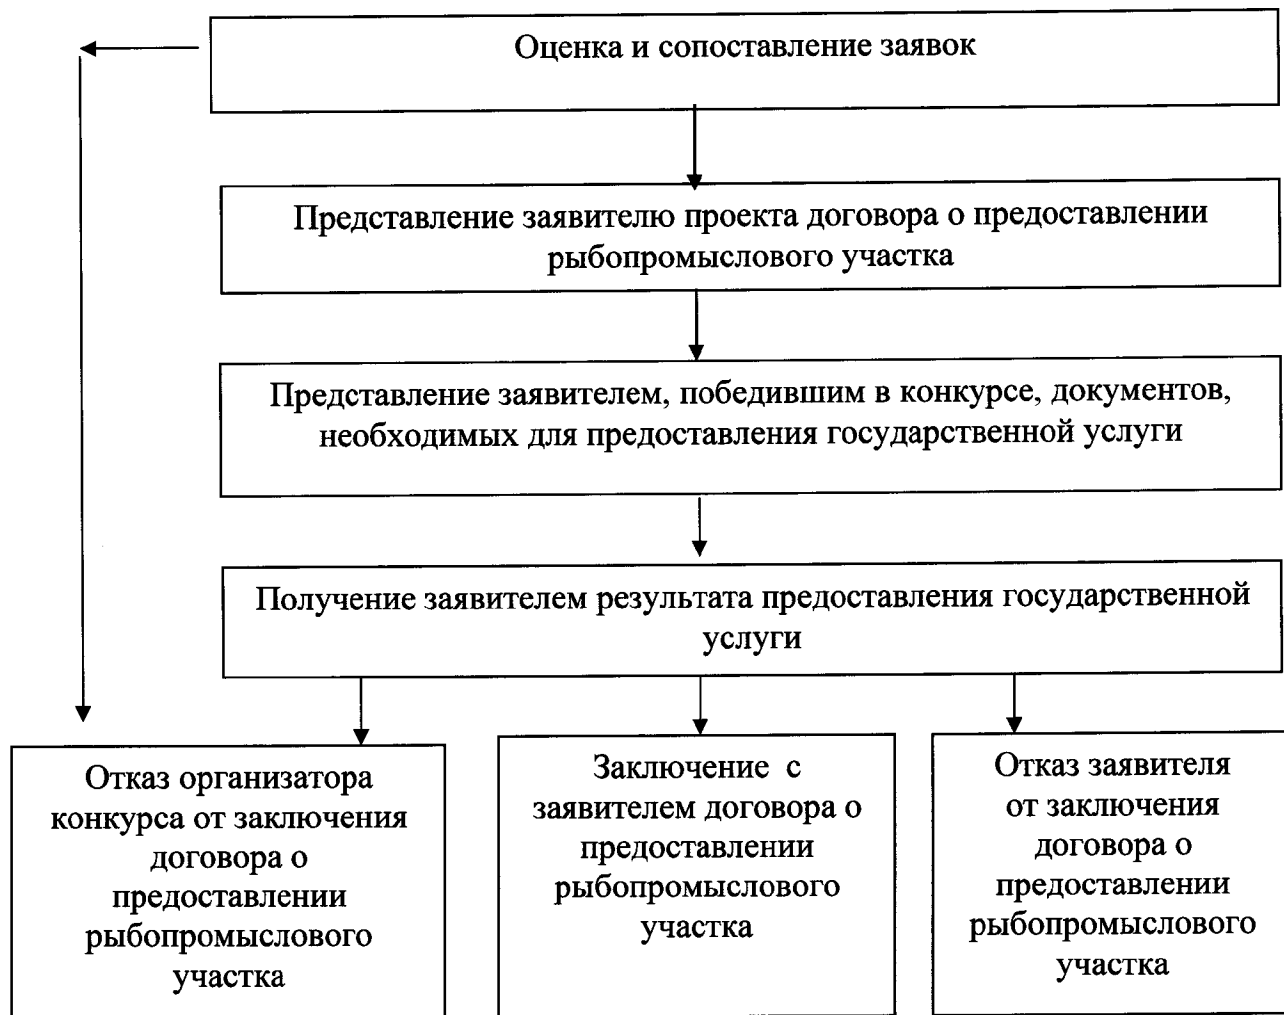 Оценка и сопоставление заявок
Представление заявителю проекта договора о предоставлении
рыбопромыслового участка
Представление заявителем, победившим в конкурсе, документов,
необходимых для предоставления государственной услуги
Получение заявителем результата предоставления государственной
услуги
Отказ организатора
конкурса от заключения
договора о
предоставлении
рыбопромыслового
участка
Заключение с
заявителем договора о
предоставлении
рыбопромыслового
участка
Отказ заявителя
от заключения
договора о
предоставлении
рыбопромыслового
участка